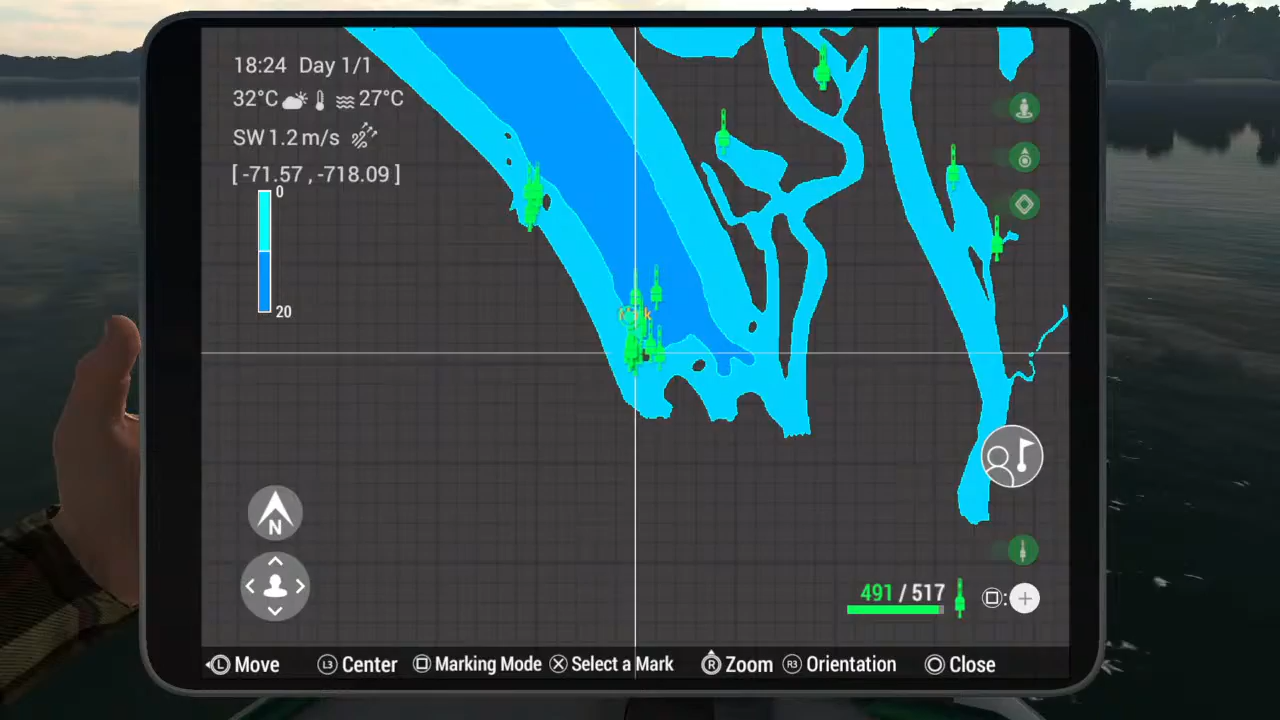 18:24 Day 1/1
32°C 27°C
SW 1.2 m/s
[ -71.57 , -718.09 ]
0
20
N
491 / 517
:
L Move L3 Center Marking Mode Select a Mark R Zoom R3 Orientation Close